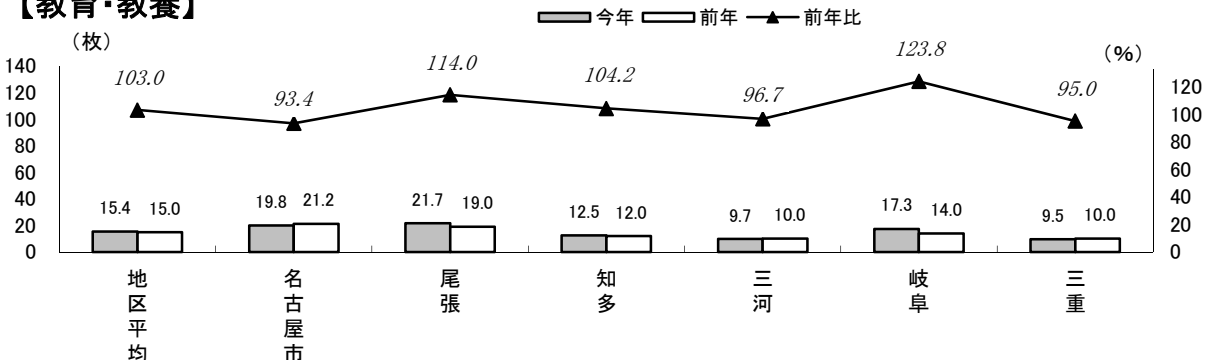 【教育・教養】
今年 前年 前年比
（枚）
（％）
140
120
100
80
60
40
20
0
120
100
80
60
40
20
0
103.0 93.4 114.0 104.2 96.7 123.8 95.0
15.4 15.0 19.8 21.2 21.7 19.0 12.5 12.0 9.7 10.0 17.3 14.0 9.5 10.0
地区平均
名古屋市
尾張
知多
三河
岐阜
三重